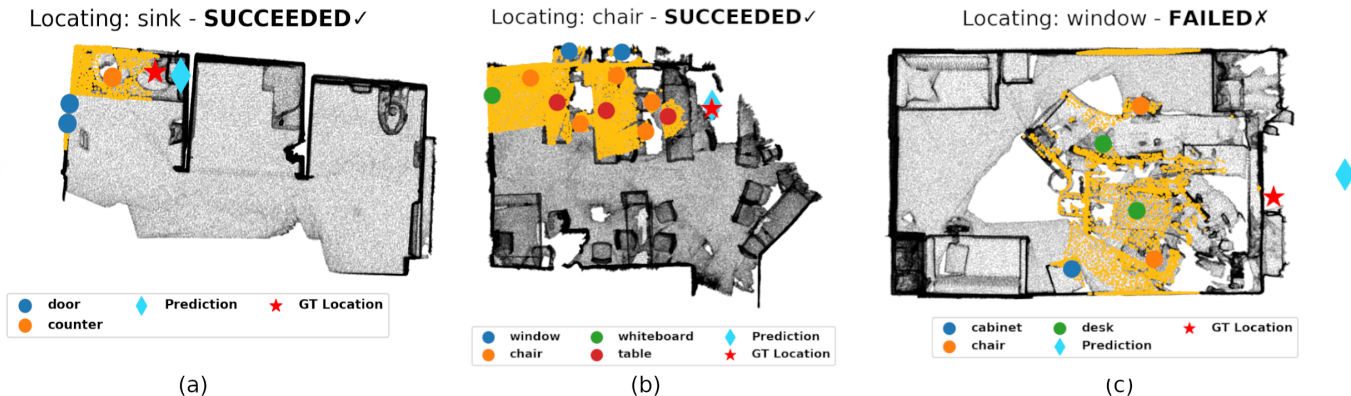 Locating: sink - SUCCEEDED✓
door
Prediction
GT Location
counter
(a)
Locating: chair - SUCCEEDED✓
window
whiteboard
Prediction
chair
table
GT Location
(b)
Locating: window - FAILED✗
cabinet
desk
GT Location
chair
Prediction
(c)